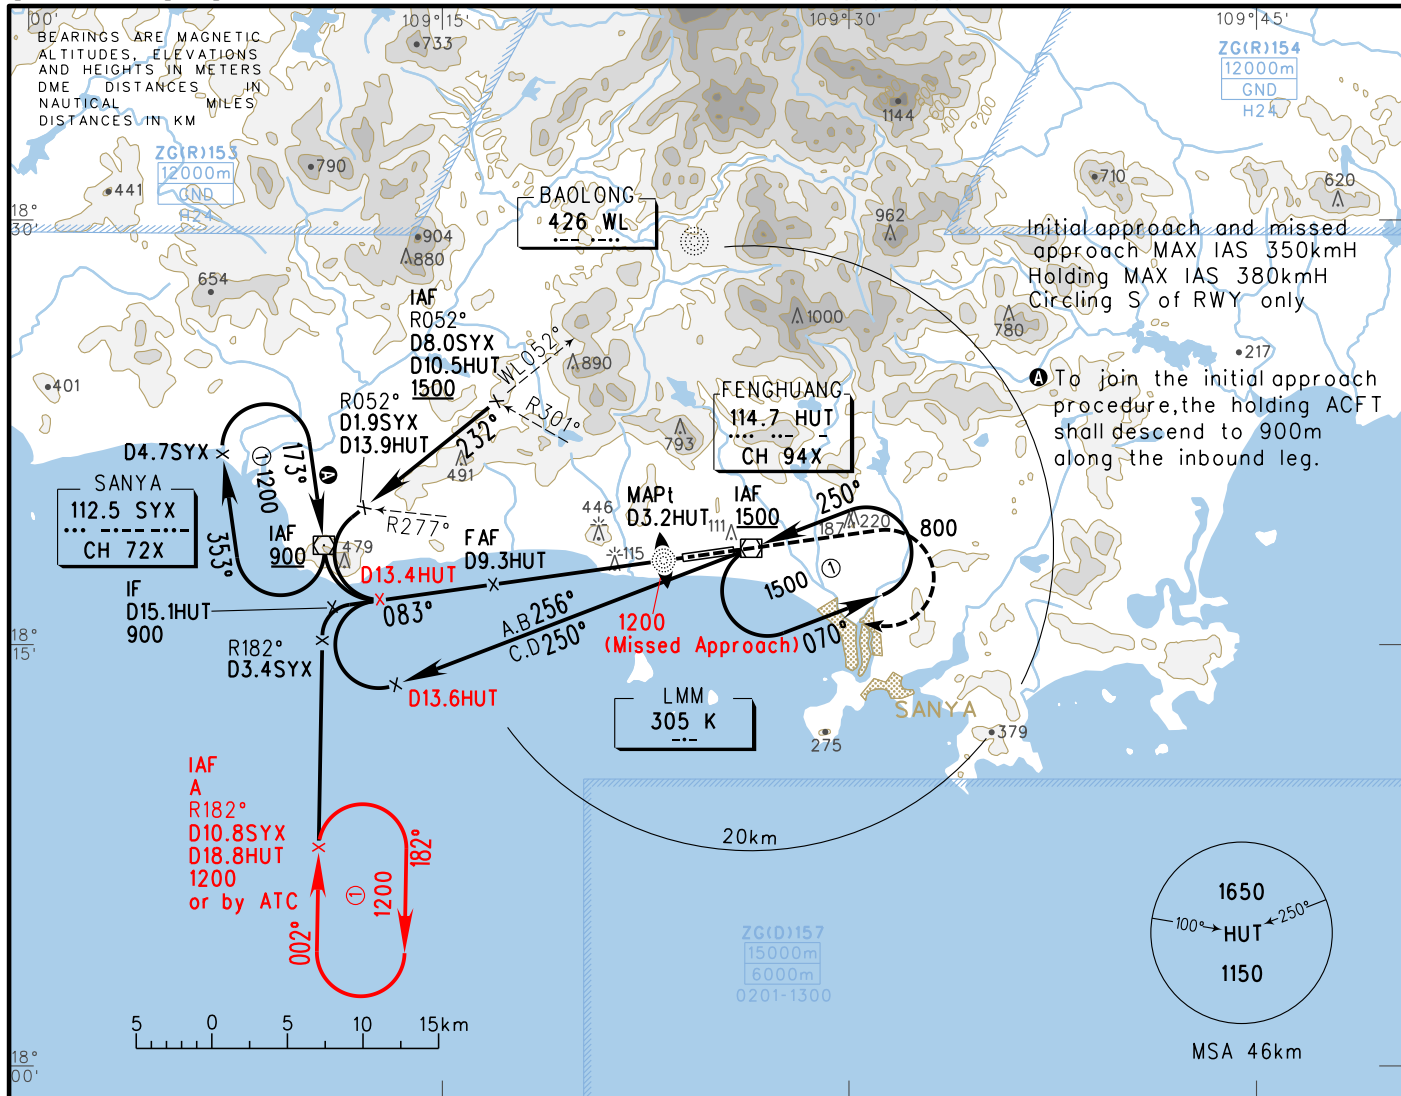 00'
109°15'
109°30'
109°45'
BEARINGS ARE MAGNETIC
ALTITUDES, ELEVATIONS
AND HEIGHTS IN METERS
DME DISTANCES IN
NAUTICAL MILES
DISTANCES IN KM
733
1144
400
200
ZG(R)154
12000m
GND
H24
ZG(R)153
12000m
GND
H24
790
441
710
620
18°
30'
BAOLONG
426 WL
962
904
880
654
Initial approach and missed
approach MAX IAS 350kmH
Holding MAX IAS 380kmH
Circling S of RWY only
IAF
R052°
D8.0SYX
D10.5HUT
1500
WL052°
890
1000
780
217
401
R052°
D1.9SYX
D13.9HUT
R301°
232°
491
793
FENGHUANG
114.7 HUT
CH 94X
A To join the initial approach
procedure,the holding ACFT
shall descend to 900m
along the inbound leg.
D4.7SYX
① 1200
173°
A
353°
SANYA
112.5 SYX
CH 72X
IAF
900
479
R277°
446
115
MAPt
D3.2HUT
111
IAF
1500
250°
187
220
800
FAF
D9.3HUT
D13.4HUT
083°
IF
D15.1HUT
900
R182°
D3.4SYX
A.B 256°
C.D 250°
1500 ①
070°
1200
(Missed Approach)
18°
15'
D13.6HUT
LMM
305 K
SANYA
275
379
IAF
A
R182°
D10.8SYX
D18.8HUT
1200
or by ATC
002°
① 1200
182°
20km
ZG(D)157
15000m
6000m
0201-1300
1650
100°
HUT
250°
1150
MSA 46km
5 0 5 10 15km
18°
00'